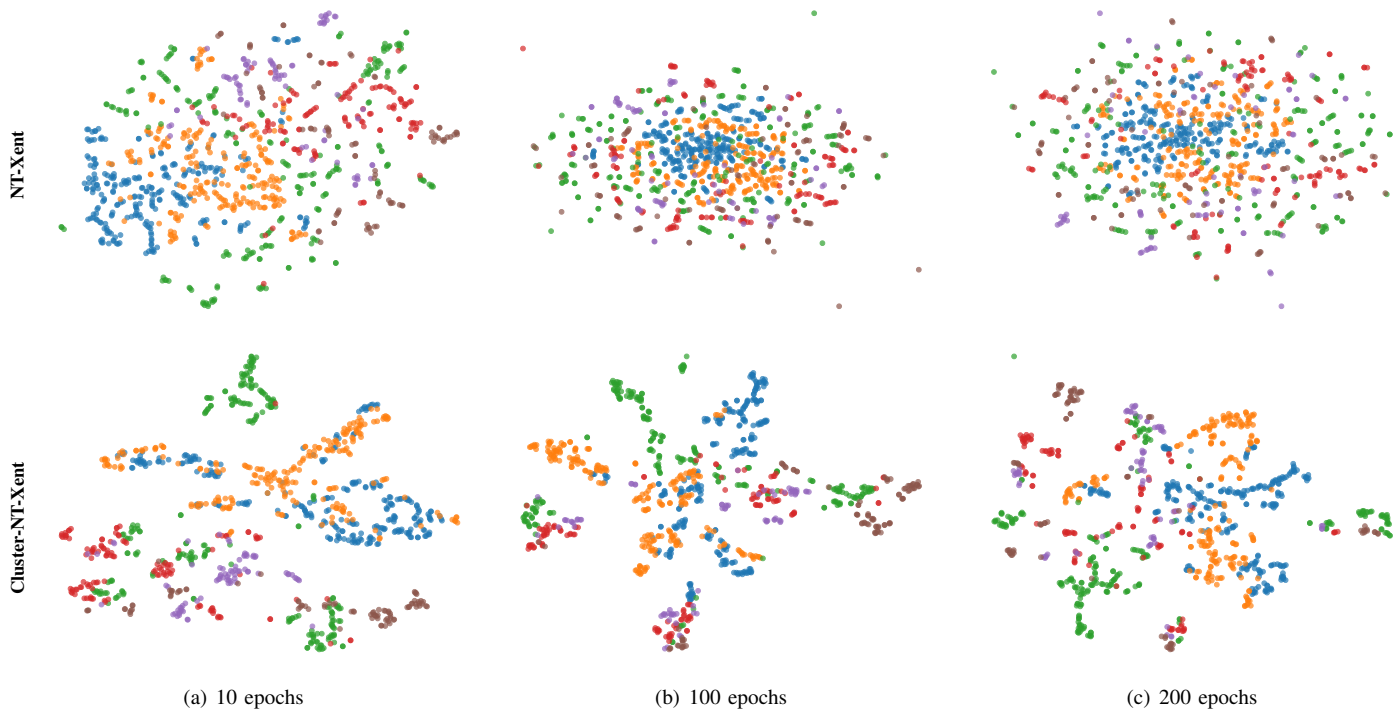 NT-Xent
Cluster-NT-Xent
(a) 10 epochs
(b) 100 epochs
(c) 200 epochs